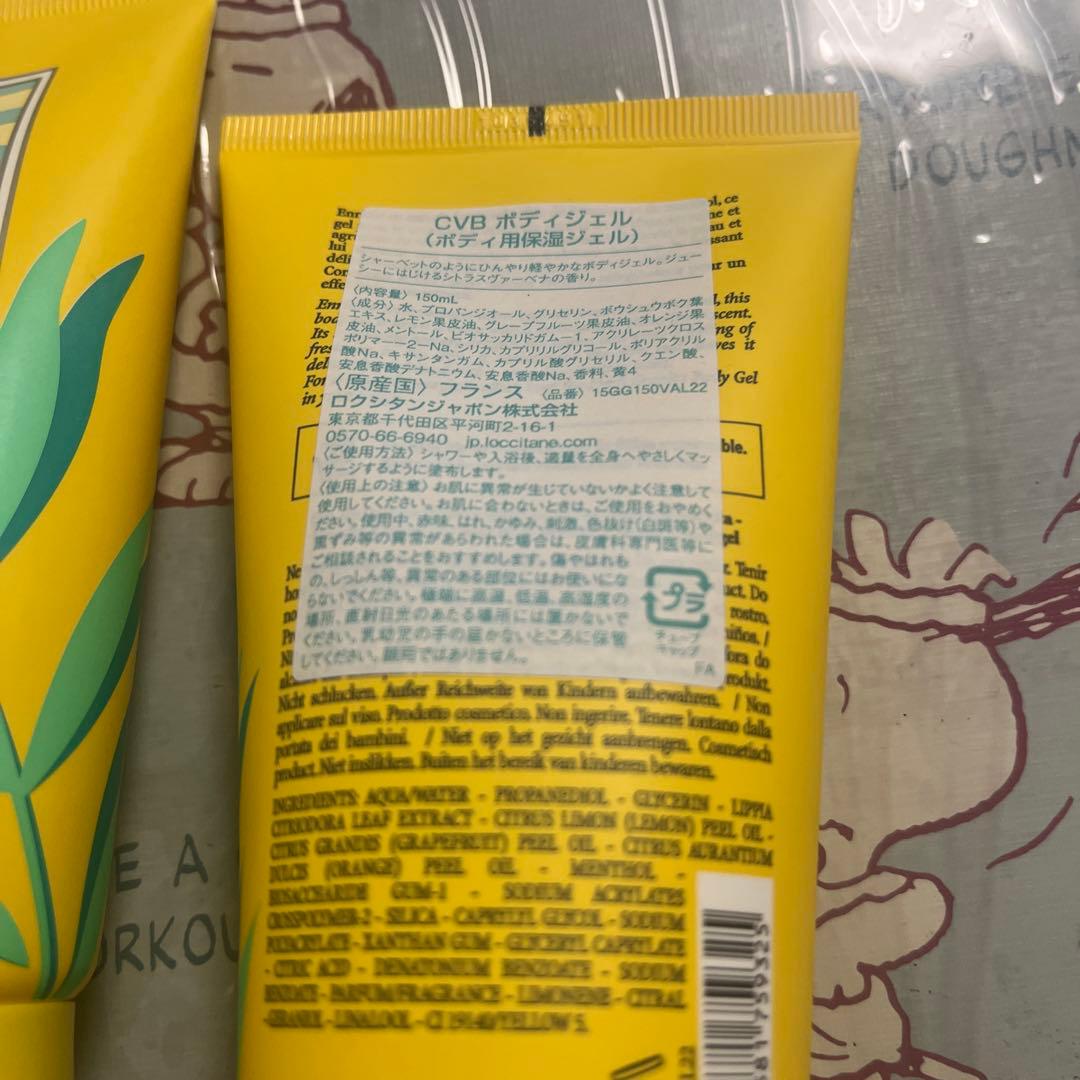 DOUGHN
CVB ボディジェル
（ボディ用保湿ジェル）
シャーベットのようにひんやり軽やかなボディジェル。ジュー
シーにはじけるシトラスヴァーベナの香り。
〈内容量〉 150mL
〈成分〉水、プロパンジオール、グリセリン、ボウシュウボク葉
エキス、レモン果皮油、グレープフルーツ果皮油、オレンジ果
皮油、メントール、ビオサッカリドガム－1、アクリレーツクロス
ポリマー－2－Na、シリカ、カプリリルグリコール、ポリアクリル
酸Na、キサンタンガム、カプリル酸グリセリル、クエン酸、
安息香酸デナトニウム、安息香酸Na、香料、黄4
〈原産国〉フランス 〈品番〉15GG150VAL22
ロクシタンジャポン株式会社
東京都千代田区平河町2-16-1
0570-66-6940 jp.loccitane.com
〈ご使用方法〉シャワーや入浴後、適量を全身へやさしくマッ
サージするように塗布します。
〈使用上の注意〉お肌に異常が生じていないかよく注意して
使用してください。お肌に合わないときは、ご使用をおやめく
ださい。使用中、赤味、はれ、かゆみ、刺激、色抜け（白斑等）や
黒ずみ等の異常があらわれた場合は、皮膚科専門医等に
ご相談されることをおすすめします。傷やはれも
の、しっしん等、異常のある部位にはお使いにな
らないでください。極端に高温、低温、高湿度の
場所、直射日光のあたる場所には置かないで
ください。乳幼児の手の届かないところに保管
してください。顔用ではありません。
プラ
チューブ
キャップ
FA
Nicht schlucken. Außer Reichweite von Kindern aufbewahren. / Non
applicare sul viso. Prodotto cosmetico. Non ingerire. Tenere lontano dalla
portata dei bambini. / Niet op het gezicht aanbrengen. Cosmetisch
product. Niet inslikken. Buiten het bereik van kinderen bewaren.
INGREDIENTS: AQUA/WATER - PROPANEDIOL - GLYCERIN - LIPPIA
CITRIODORA LEAF EXTRACT - CITRUS LIMON (LEMON) PEEL OIL -
CITRUS GRANDIS (GRAPEFRUIT) PEEL OIL - CITRUS AURANTIUM
DULCIS (ORANGE) PEEL OIL - MENTHOL -
BIOSACCHARIDE GUM-1 - SODIUM ACRYLATES
CROSSPOLYMER-2 - SILICA - CAPRYLYL GLYCOL - SODIUM
POLYACRYLATE - XANTHAN GUM - GLYCERYL CAPRYLATE
- CITRIC ACID - DENATONIUM BENZOATE - SODIUM
BENZOATE - PARFUM/FRAGRANCE - LIMONENE - CITRAL
- GERANIOL - LINALOOL - CI 19140/YELLOW 5.
E A
ORKOU